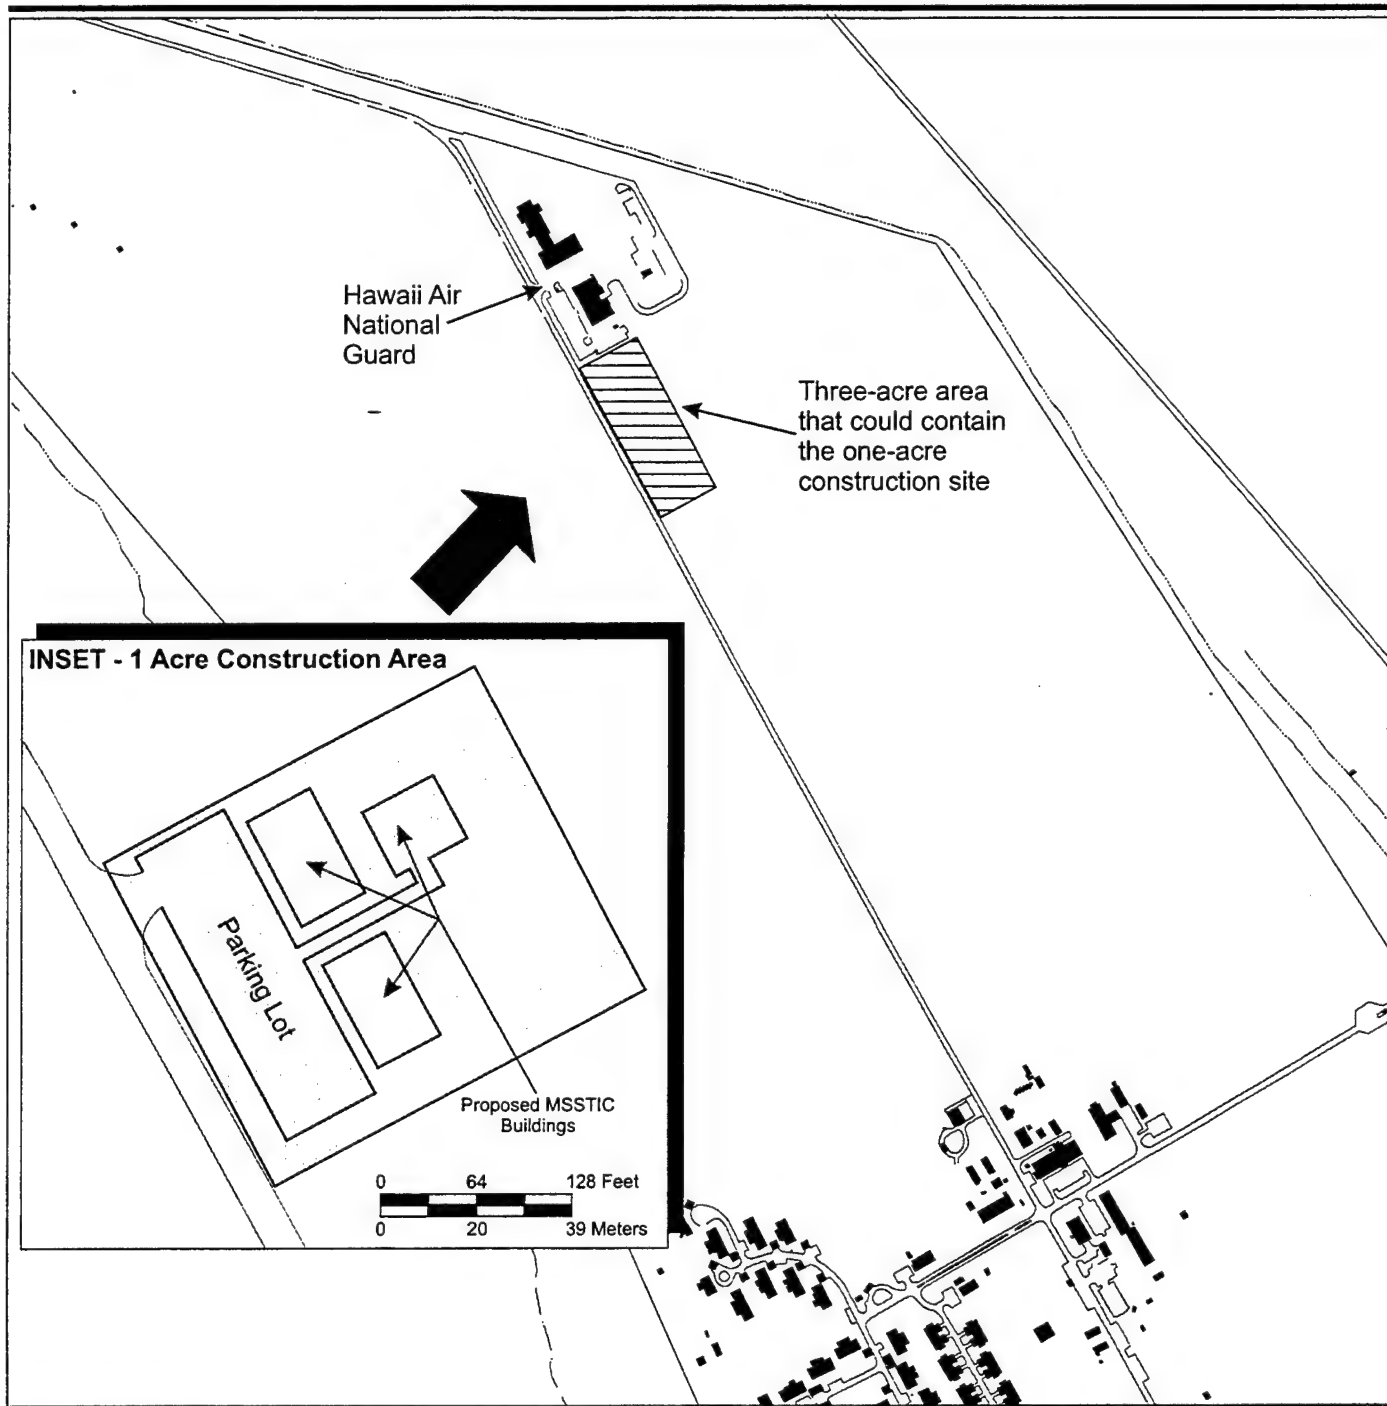 Hawaii Air
National
Guard
Three-acre area
that could contain
the one-acre
construction site
INSET - 1 Acre Construction Area
Parking Lot
Proposed MSSTIC
Buildings
0 64 128 Feet
0 20 39 Meters